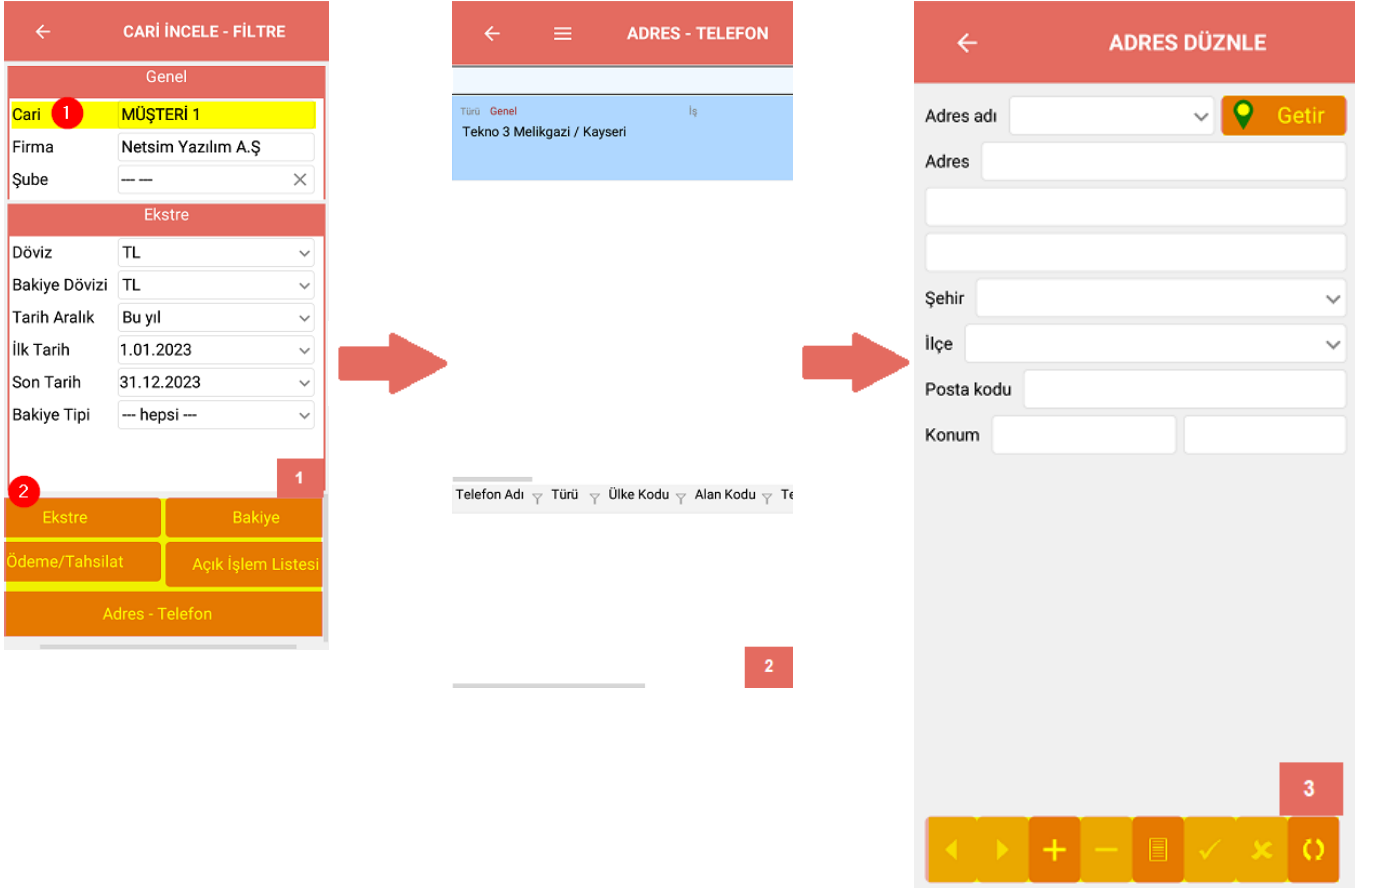 CARİ İNCELE - FİLTRE
Genel
Cari 1 MÜŞTERİ 1
Firma Netsim Yazılım A.Ş
Şube --- ---
Ekstre
Döviz TL
Bakiye Dövizi TL
Tarih Aralık Bu yıl
İlk Tarih 1.01.2023
Son Tarih 31.12.2023
Bakiye Tipi --- hepsi ---
1
2
Ekstre Bakiye
Ödeme/Tahsilat Açık İşlem Listesi
Adres - Telefon
ADRES - TELEFON
Türü Genel İş
Tekno 3 Melikgazi / Kayseri
Telefon Adı Türü Ülke Kodu Alan Kodu Te
2
ADRES DÜZNLE
Adres adı Getir
Adres
Şehir
İlçe
Posta kodu
Konum
3